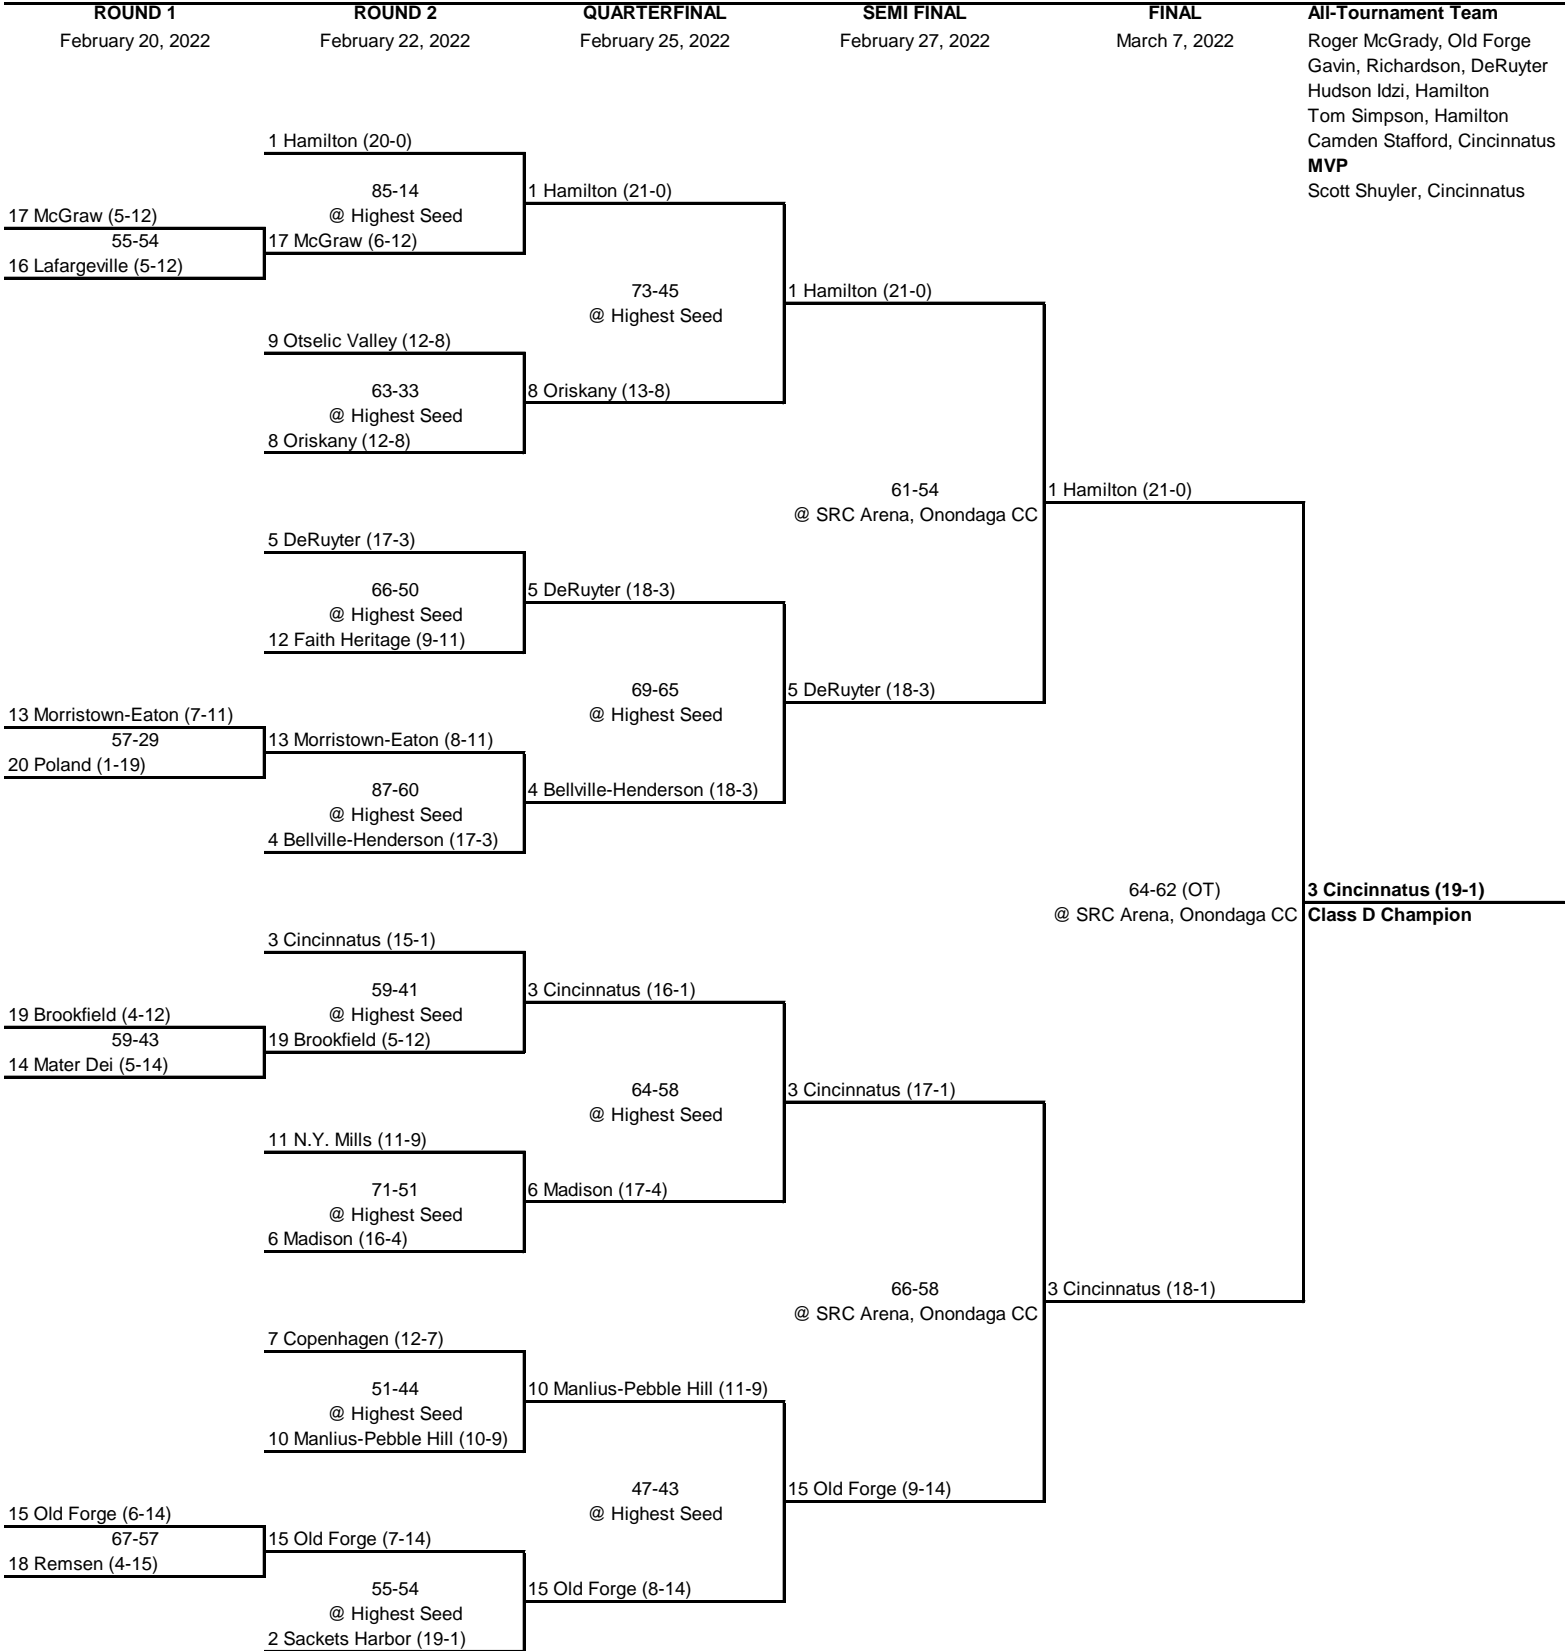 ROUND 1
February 20, 2022
17 McGraw (5-12)
55-54
16 Lafargeville (5-12)
13 Morristown-Eaton (7-11)
57-29
20 Poland (1-19)
19 Brookfield (4-12)
59-43
14 Mater Dei (5-14)
15 Old Forge (6-14)
67-57
18 Remsen (4-15)
ROUND 2
February 22, 2022
1 Hamilton (20-0)
85-14
@ Highest Seed
17 McGraw (6-12)
9 Otselic Valley (12-8)
63-33
@ Highest Seed
8 Oriskany (12-8)
5 DeRuyter (17-3)
66-50
@ Highest Seed
12 Faith Heritage (9-11)
13 Morristown-Eaton (8-11)
87-60
@ Highest Seed
4 Bellville-Henderson (17-3)
3 Cincinnatus (15-1)
59-41
@ Highest Seed
19 Brookfield (5-12)
11 N.Y. Mills (11-9)
71-51
@ Highest Seed
6 Madison (16-4)
7 Copenhagen (12-7)
51-44
@ Highest Seed
10 Manlius-Pebble Hill (10-9)
15 Old Forge (7-14)
55-54
@ Highest Seed
2 Sackets Harbor (19-1)
QUARTERFINAL
February 25, 2022
1 Hamilton (21-0)
73-45
@ Highest Seed
8 Oriskany (13-8)
5 DeRuyter (18-3)
69-65
@ Highest Seed
4 Bellville-Henderson (18-3)
3 Cincinnatus (16-1)
64-58
@ Highest Seed
6 Madison (17-4)
10 Manlius-Pebble Hill (11-9)
47-43
@ Highest Seed
15 Old Forge (8-14)
SEMI FINAL
February 27, 2022
1 Hamilton (21-0)
61-54
@ SRC Arena, Onondaga CC
5 DeRuyter (18-3)
3 Cincinnatus (17-1)
66-58
@ SRC Arena, Onondaga CC
15 Old Forge (9-14)
FINAL
March 7, 2022
1 Hamilton (21-0)
64-62 (OT)
@ SRC Arena, Onondaga CC
3 Cincinnatus (18-1)
All-Tournament Team
Roger McGrady, Old Forge
Gavin, Richardson, DeRuyter
Hudson Idzi, Hamilton
Tom Simpson, Hamilton
Camden Stafford, Cincinnatus
MVP
Scott Shuyler, Cincinnatus
3 Cincinnatus (19-1)
Class D Champion